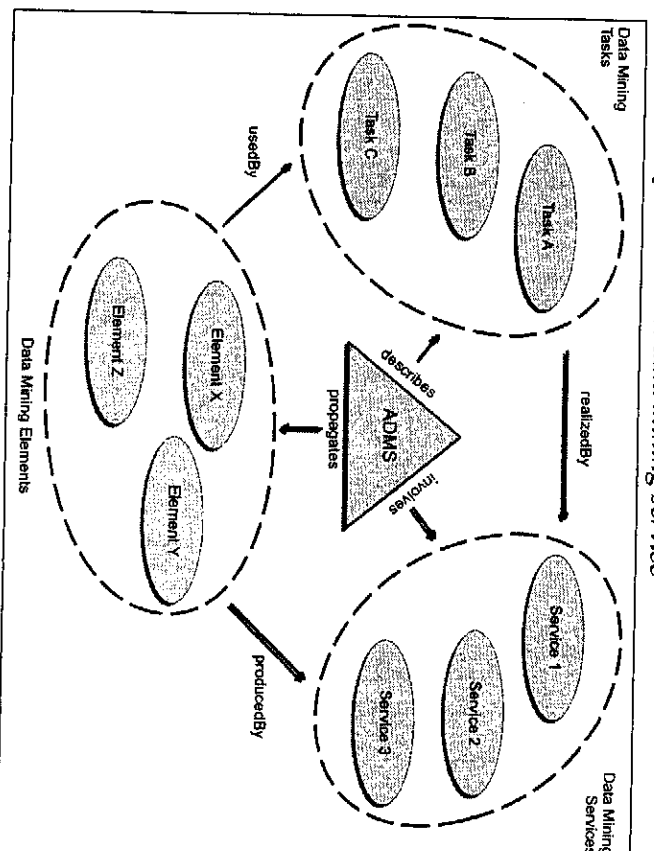 Data Mining
Tasks
Task A
Task B
Task C
realizedBy
Data Mining
Services
Service 1
Service 2
Service 3
describes
ADMS
involves
propagates
usedBy
producedBy
Element X
Element Y
Element Z
Data Mining Elements